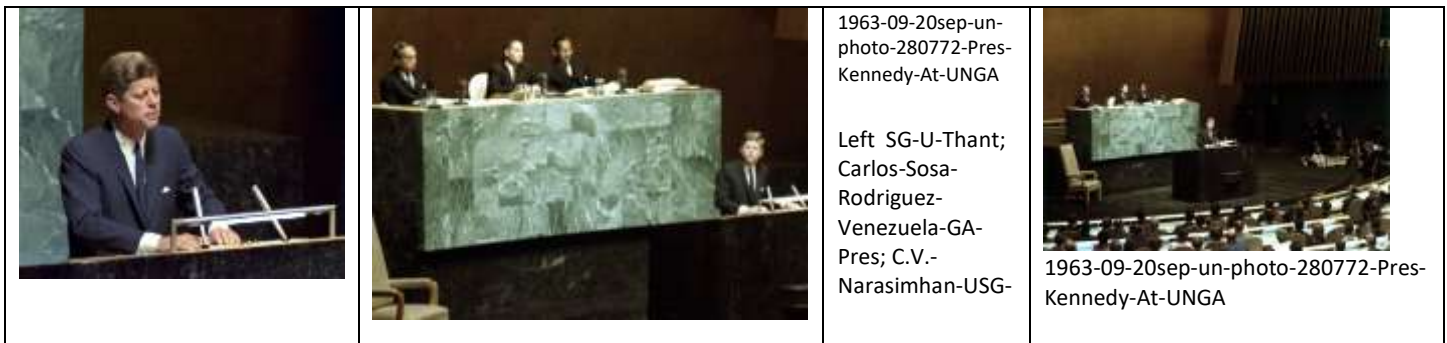 1963-09-20sep-un-
photo-280772-Pres-
Kennedy-At-UNGA
Left SG-U-Thant;
Carlos-Sosa-
Rodriguez-
Venezuela-GA-
Pres; C.V.-
Narasimhan-USG-
1963-09-20sep-un-photo-280772-Pres-
Kennedy-At-UNGA